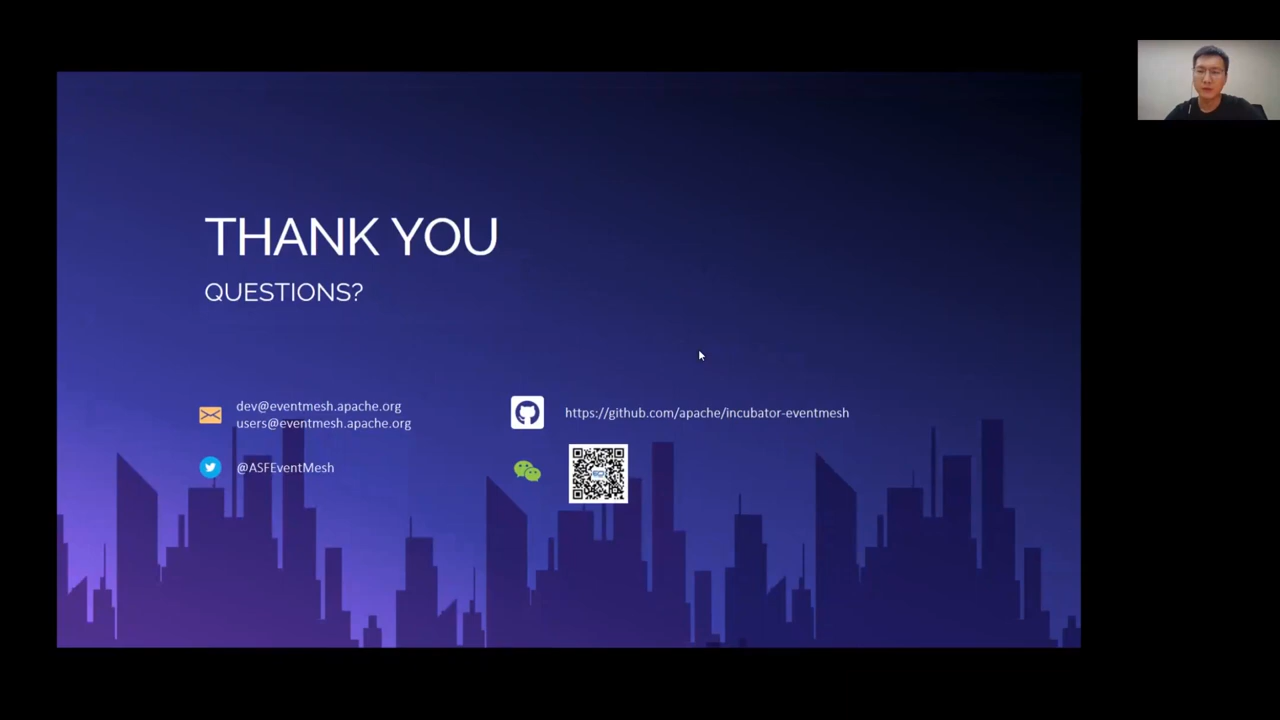 THANK YOU
QUESTIONS?
dev@eventmesh.apache.org
users@eventmesh.apache.org
https://github.com/apache/incubator-eventmesh
@ASFEventMesh